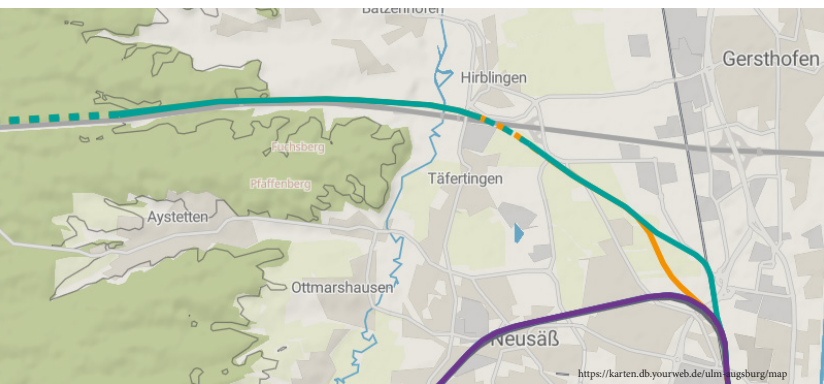 Batzenhofen
Gersthofen
Hirblingen
Fuchsberg
Täfertingen
Pfaffenberg
Aystetten
Ottmarshausen
Neusäß
https://karten.db.yourweb.de/ulm-augsburg/map